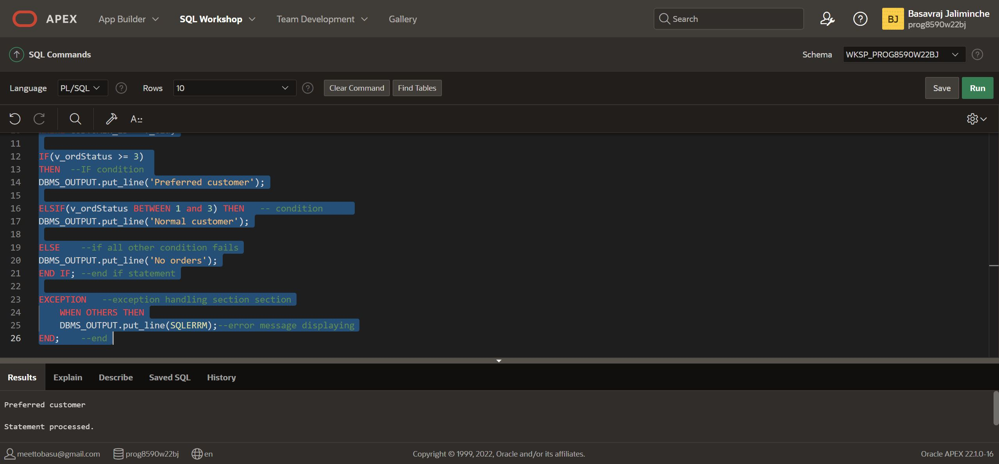 APEX App Builder SQL Workshop Team Development Gallery Search Basavraj Jaliminche
BJ prog8590w22bj
SQL Commands Schema WKSP_PROG8590W22BJ
Language PL/SQL Rows 10 Clear Command Find Tables Save Run
11
12 IF(v_ordStatus >= 3)
13 THEN --IF condition
14 DBMS_OUTPUT.put_line('Preferred customer');
15
16 ELSIF(v_ordStatus BETWEEN 1 and 3) THEN -- condition
17 DBMS_OUTPUT.put_line('Normal customer');
18
19 ELSE --if all other condition fails
20 DBMS_OUTPUT.put_line('No orders');
21 END IF; --end if statement
22
23 EXCEPTION --exception handling section section
24 WHEN OTHERS THEN
25 DBMS_OUTPUT.put_line(SQLERRM);--error message displaying
26 END; --end
Results Explain Describe Saved SQL History
Preferred customer
Statement processed.
meettobasu@gmail.com prog8590w22bj en Copyright © 1999, 2022, Oracle and/or its affiliates. Oracle APEX 22.1.0-16